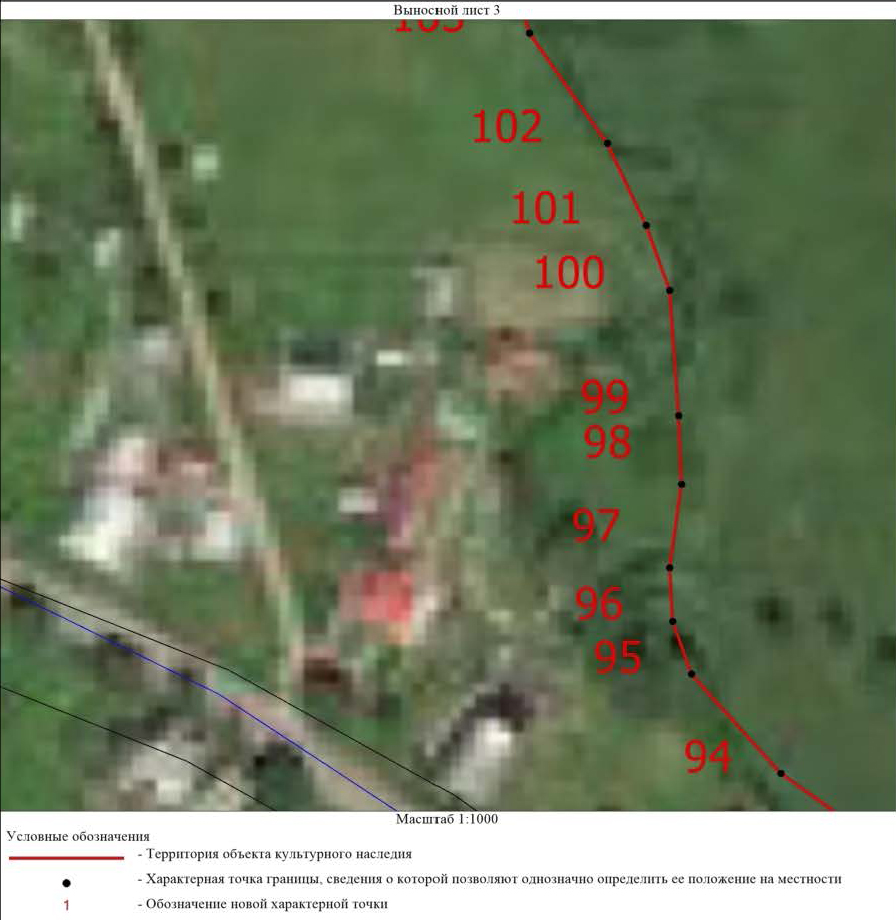 Выносной лист 3
103
102
101
100
99
98
97
96
95
94
Масштаб 1:1000
Условные обозначения
- Территория объекта культурного наследия
- Характерная точка границы, сведения о которой позволяют однозначно определить ее положение на местности
1 - Обозначение новой характерной точки